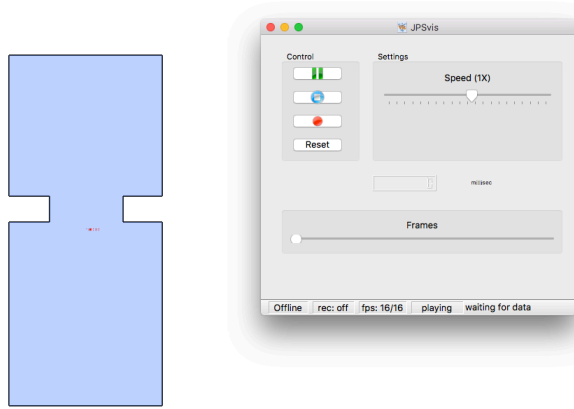 JPSvis
Control
Settings
Speed (1X)
Reset
millisec
Frames
Offline
rec: off
fps: 16/16
playing
waiting for data